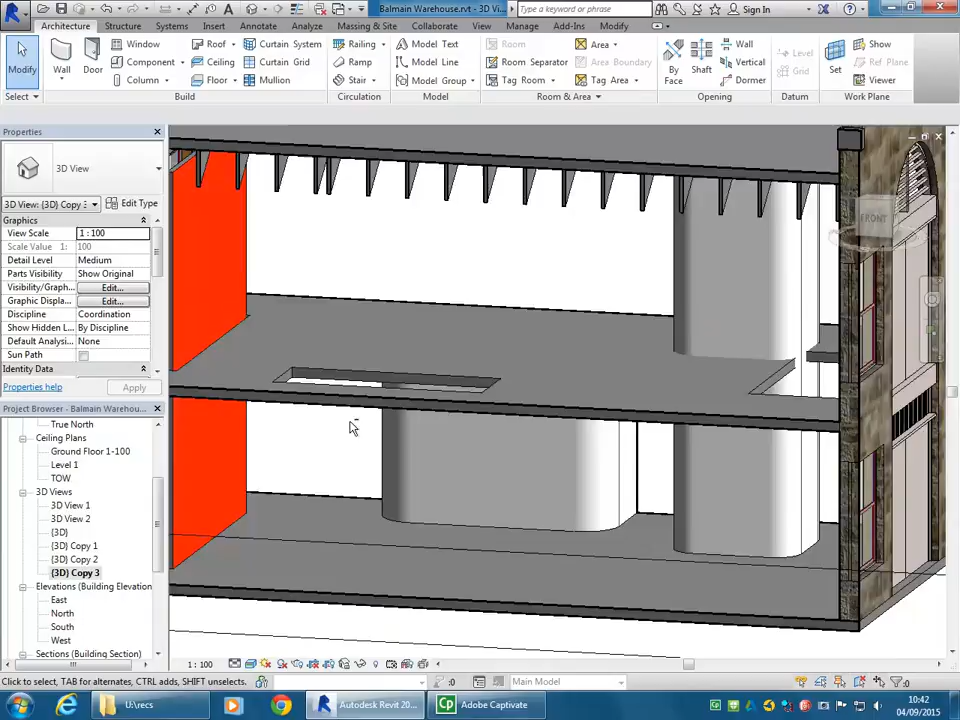 Balmain Warehouse.rvt - 3D Vi...
Type a keyword or phrase
Sign In
Architecture Structure Systems Insert Annotate Analyze Massing & Site Collaborate View Manage Add-Ins Modify
Modify Wall Door Window Component Column Roof Ceiling Floor Curtain System Curtain Grid Mullion
Railing Ramp Stair Model Text Model Line Model Group
Room Room Separator Tag Room Area Area Boundary Tag Area
By Face Shaft Wall Vertical Dormer Level Grid Set Show Ref Plane Viewer
Select Build Circulation Model Room & Area Opening Datum Work Plane
Properties
3D View
3D View: {3D} Copy 3 Edit Type
Graphics
View Scale 1 : 100
Scale Value 1: 100
Detail Level Medium
Parts Visibility Show Original
Visibility/Graph... Edit...
Graphic Displa... Edit...
Discipline Coordination
Show Hidden L... By Discipline
Default Analysi... None
Sun Path
Identity Data
Properties help Apply
Project Browser - Balmain Warehou...
True North
Ceiling Plans
Ground Floor 1-100
Level 1
TOW
3D Views
3D View 1
3D View 2
{3D}
{3D} Copy 1
{3D} Copy 2
{3D} Copy 3
Elevations (Building Elevation
East
North
South
West
Sections (Building Section)
FRONT
1 : 100
Click to select, TAB for alternates, CTRL adds, SHIFT unselects.
:0
Main Model
:0
U:\recs
Autodesk Revit 20...
Adobe Captivate
10:42
04/09/2015